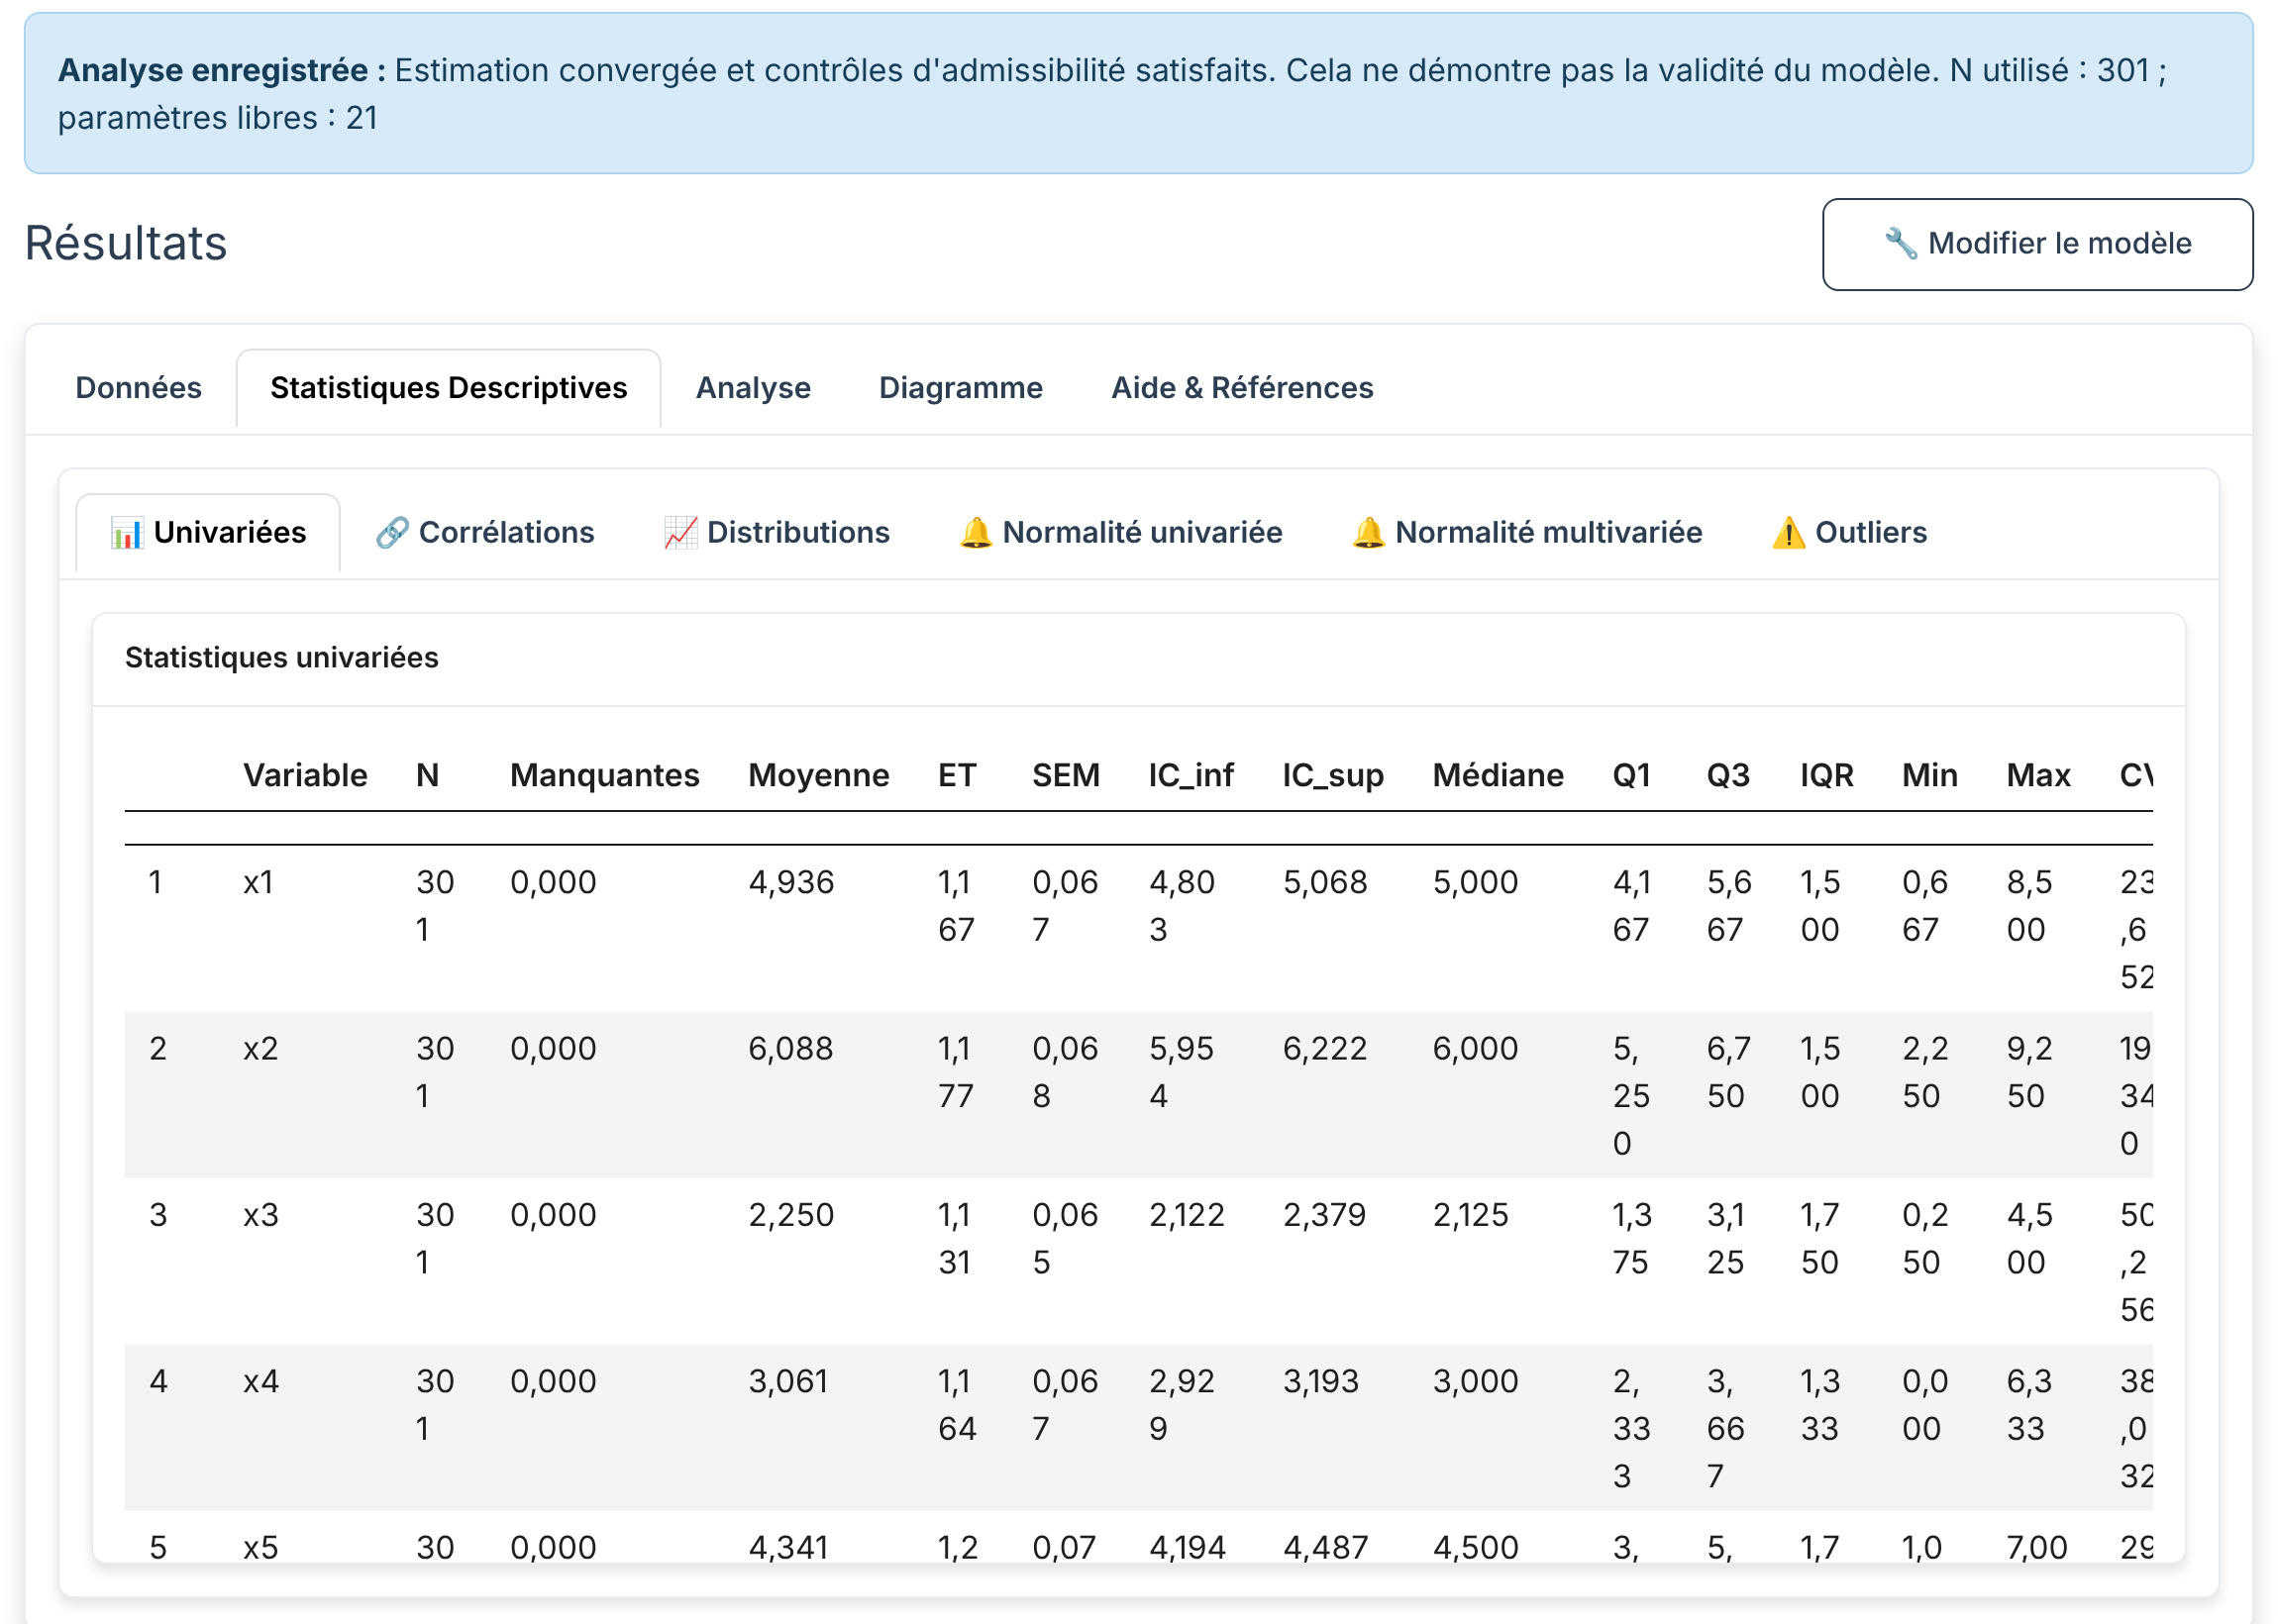 Analyse enregistrée : Estimation convergée et contrôles d'admissibilité satisfaits. Cela ne démontre pas la validité du modèle. N utilisé : 301 ;
paramètres libres : 21
Résultats
🔧 Modifier le modèle
Données Statistiques Descriptives Analyse Diagramme Aide & Références
📊 Univariées 🔗 Corrélations 📈 Distributions 🔔 Normalité univariée 🔔 Normalité multivariée ⚠️ Outliers
Statistiques univariées
Variable N Manquantes Moyenne ET SEM IC_inf IC_sup Médiane Q1 Q3 IQR Min Max
1 x1 30 0,000 4,936 1,1 0,06 4,80 5,068 5,000 4,1 5,6 1,5 0,6 8,5 23
1 67 7 3 67 67 00 67 00 ,6
52
2 x2 30 0,000 6,088 1,1 0,06 5,95 6,222 6,000 5, 6,7 1,5 2,2 9,2 19
1 77 8 4 25 50 00 50 50 34
0 0
3 x3 30 0,000 2,250 1,1 0,06 2,122 2,379 2,125 1,3 3,1 1,7 0,2 4,5 50
1 31 5 75 25 50 50 00 ,2
56
4 x4 30 0,000 3,061 1,1 0,06 2,92 3,193 3,000 2, 3, 1,3 0,0 6,3 38
1 64 7 9 33 66 33 00 33 ,0
3 7 32
5 x5 30 0,000 4,341 1,2 0,07 4,194 4,487 4,500 3, 5, 1,7 1,0 7,00 29